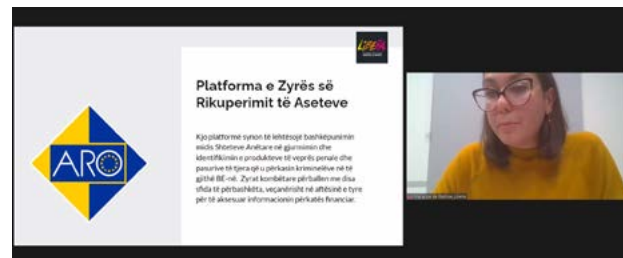 LIBERA
Platforma e Zyrës së
Rikuperimit të Aseteve
Kjo platformë synon të lehtësojë bashkëpunimin
midis Shteteve Anëtare në gjurmimin dhe
identifikimin e produkteve të veprës penale dhe
pasurive të tjera që u përkasin kriminelëve në të
gjithë BE-në. Zyrat kombëtare përballen me disa
sfida të përbashkëta, veçanërisht në aftësinë e tyre
për të aksesuar informacionin përkatës financiar.
ARO